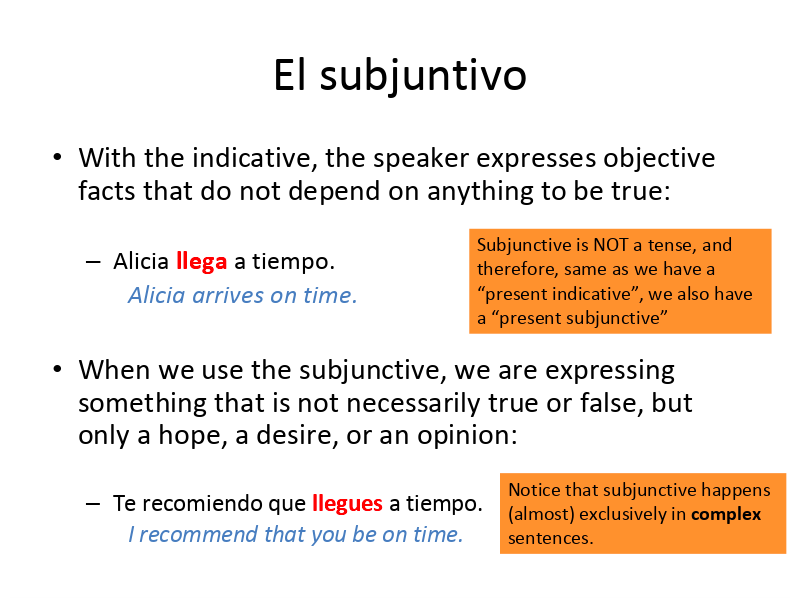 El subjuntivo
• With the indicative, the speaker expresses objective
facts that do not depend on anything to be true:
– Alicia llega a tiempo.
Alicia arrives on time.
Subjunctive is NOT a tense, and
therefore, same as we have a
“present indicative”, we also have
a “present subjunctive”
• When we use the subjunctive, we are expressing
something that is not necessarily true or false, but
only a hope, a desire, or an opinion:
– Te recomiendo que llegues a tiempo.
I recommend that you be on time.
Notice that subjunctive happens
(almost) exclusively in complex
sentences.